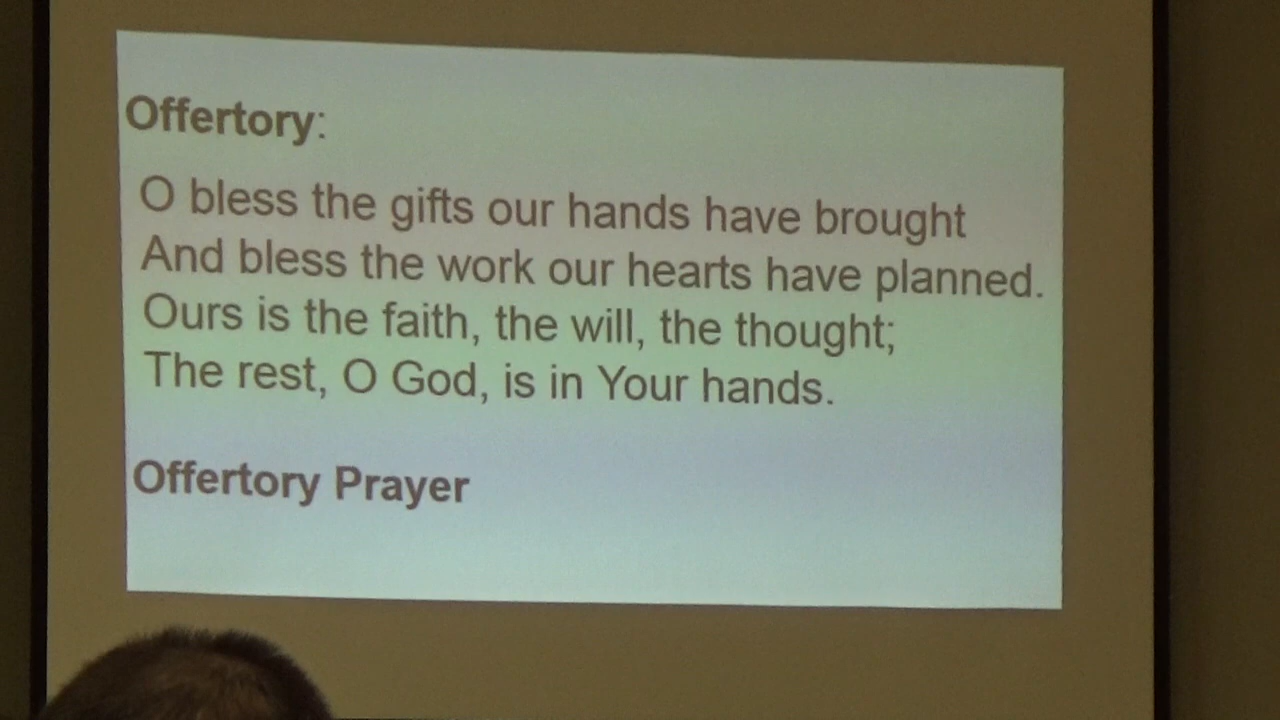 Offertory:
O bless the gifts our hands have brought
And bless the work our hearts have planned.
Ours is the faith, the will, the thought;
The rest, O God, is in Your hands.
Offertory Prayer